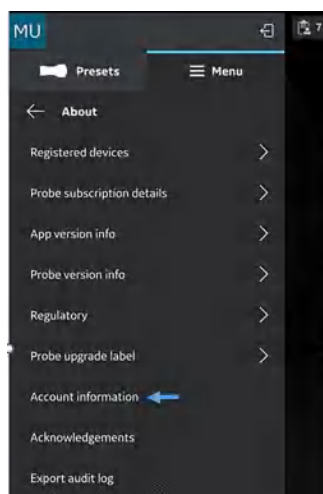 MU
7
Presets
Menu
About
Registered devices
Probe subscription details
App version info
Probe version info
Regulatory
Probe upgrade label
Account information
Acknowledgements
Export audit log